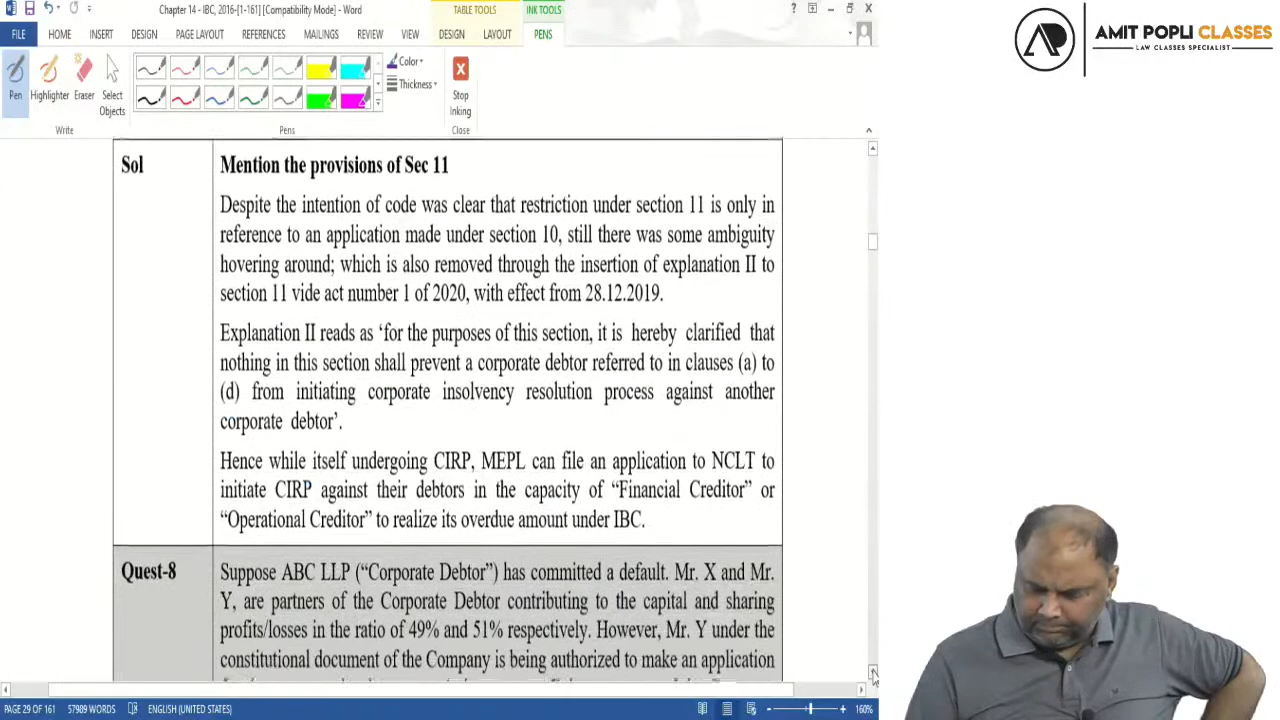 Chapter 14 - IBC, 2016-[1-161] [Compatibility Mode] - Word
TABLE TOOLS
INK TOOLS
FILE
HOME
INSERT
DESIGN
PAGE LAYOUT
REFERENCES
MAILINGS
REVIEW
VIEW
DESIGN
LAYOUT
PENS
Pen
Highlighter
Eraser
Select
Objects
Color
Thickness
Stop
Inking
Write
Pens
Close
AP
AMIT POPLI CLASSES
LAW CLASSES SPECIALIST
Sol
Mention the provisions of Sec 11
Despite the intention of code was clear that restriction under section 11 is only in
reference to an application made under section 10, still there was some ambiguity
hovering around; which is also removed through the insertion of explanation II to
section 11 vide act number 1 of 2020, with effect from 28.12.2019.
Explanation II reads as ‘for the purposes of this section, it is hereby clarified that
nothing in this section shall prevent a corporate debtor referred to in clauses (a) to
(d) from initiating corporate insolvency resolution process against another
corporate debtor’.
Hence while itself undergoing CIRP, MEPL can file an application to NCLT to
initiate CIRP against their debtors in the capacity of “Financial Creditor” or
“Operational Creditor” to realize its overdue amount under IBC.
Quest-8
Suppose ABC LLP (“Corporate Debtor”) has committed a default. Mr. X and Mr.
Y, are partners of the Corporate Debtor contributing to the capital and sharing
profits/losses in the ratio of 49% and 51% respectively. However, Mr. Y under the
constitutional document of the Company is being authorized to make an application
PAGE 29 OF 161
57989 WORDS
ENGLISH (UNITED STATES)
160%